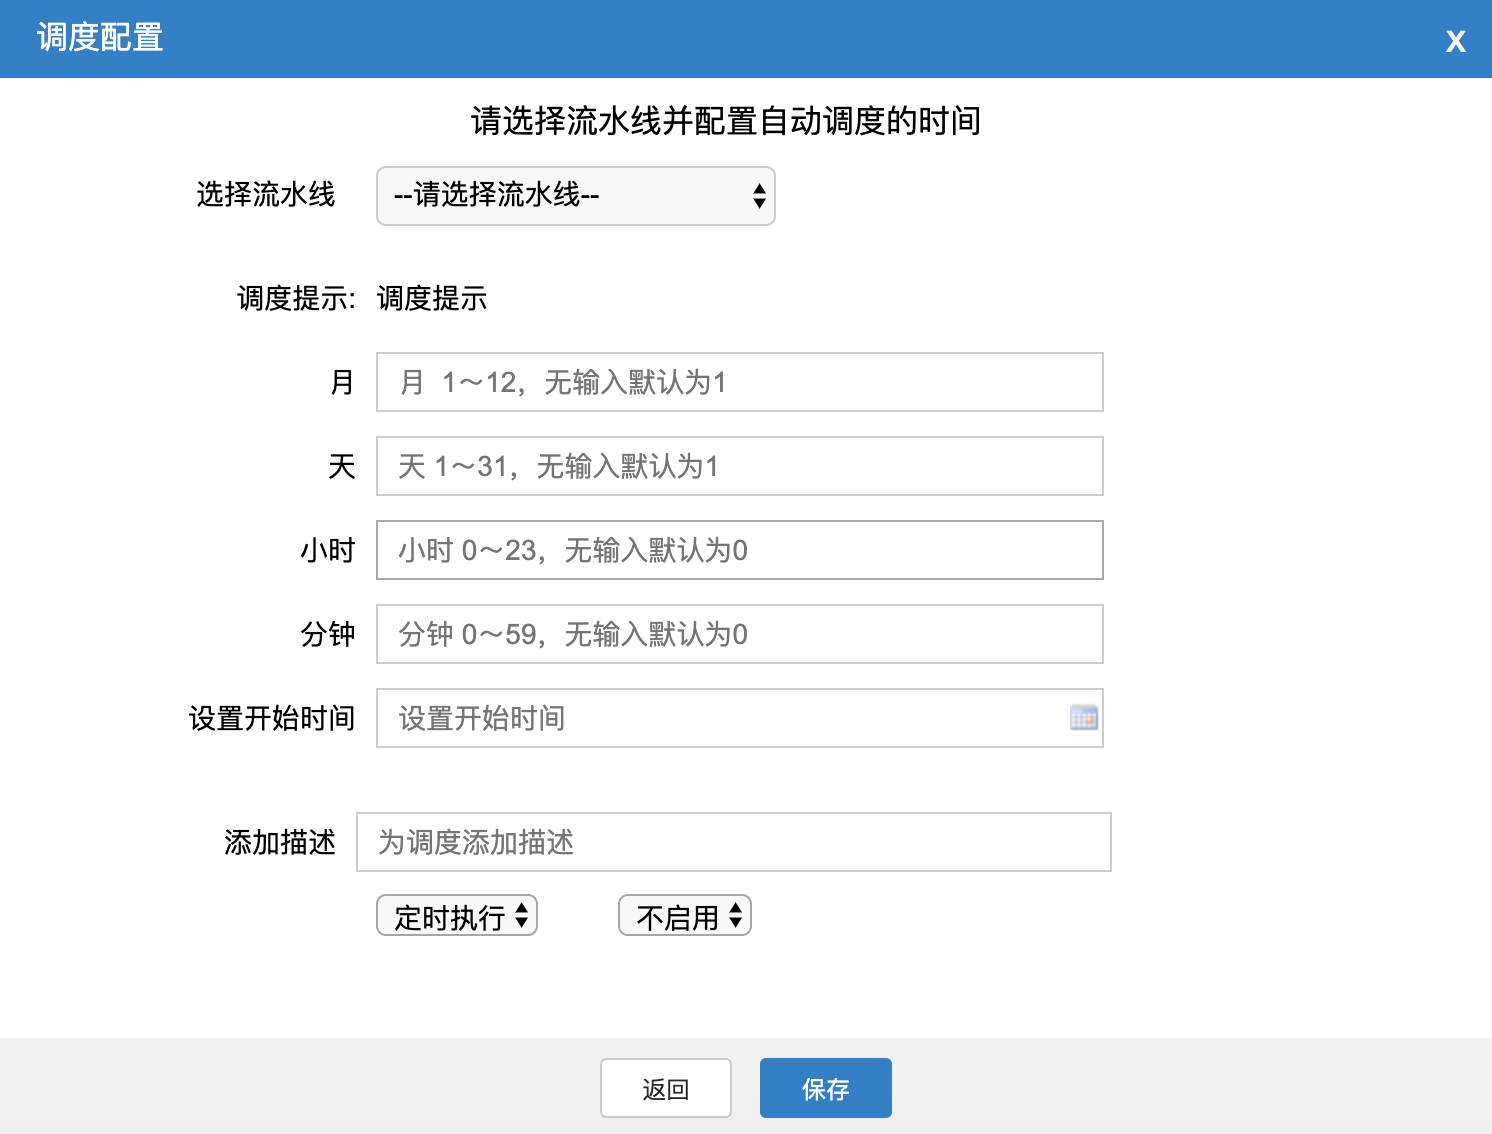 调度配置 X
请选择流水线并配置自动调度的时间
选择流水线 --请选择流水线--
调度提示: 调度提示
月 月 1～12，无输入默认为1
天 天 1～31，无输入默认为1
小时 小时 0～23，无输入默认为0
分钟 分钟 0～59，无输入默认为0
设置开始时间 设置开始时间
添加描述 为调度添加描述
定时执行 不启用
返回 保存